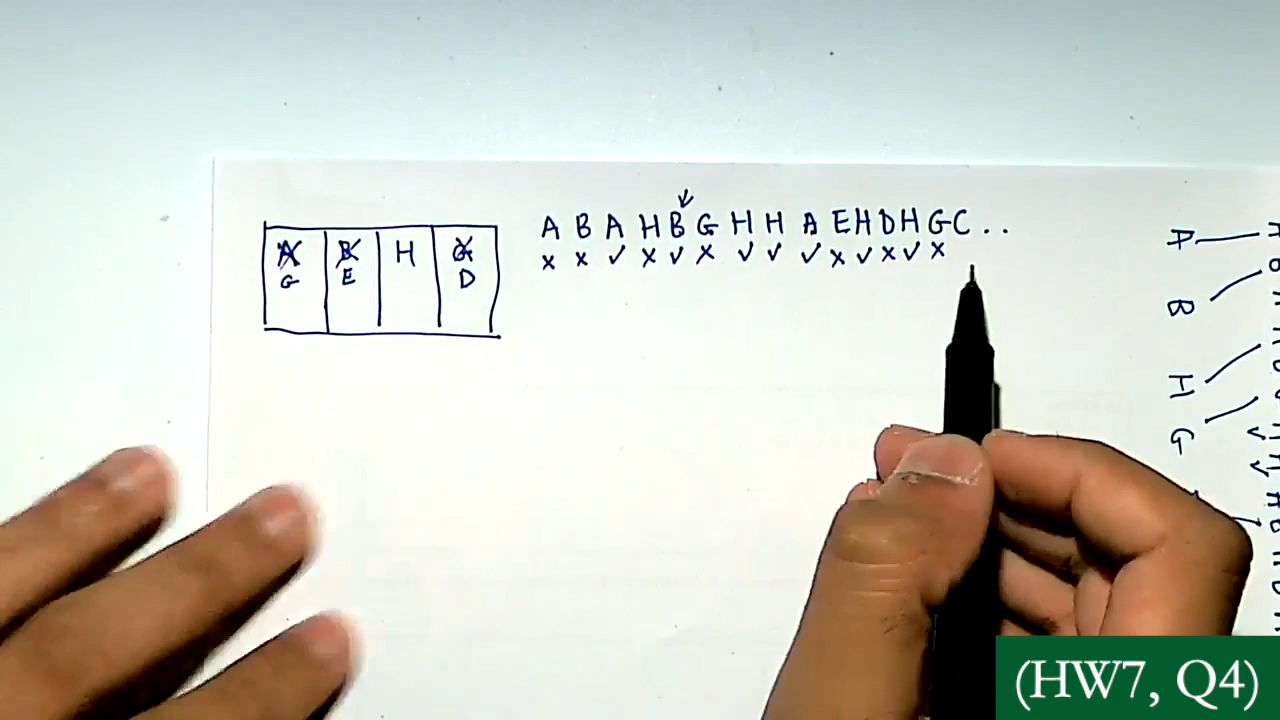 A B A H B G H H A E H D H G C ..
x x ✓ x ✓ x ✓ ✓ ✓ x ✓ x ✓ x
A B H G
G E D
A
B
H
G
(HW7, Q4)